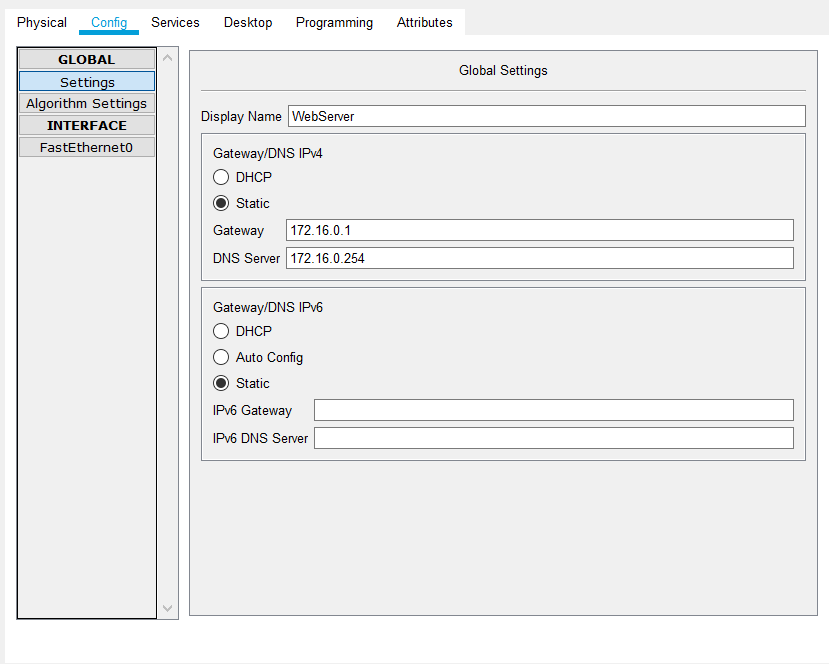 Physical Config Services Desktop Programming Attributes
GLOBAL
Settings
Algorithm Settings
INTERFACE
FastEthernet0
Global Settings
Display Name WebServer
Gateway/DNS IPv4
DHCP
Static
Gateway 172.16.0.1
DNS Server 172.16.0.254
Gateway/DNS IPv6
DHCP
Auto Config
Static
IPv6 Gateway
IPv6 DNS Server